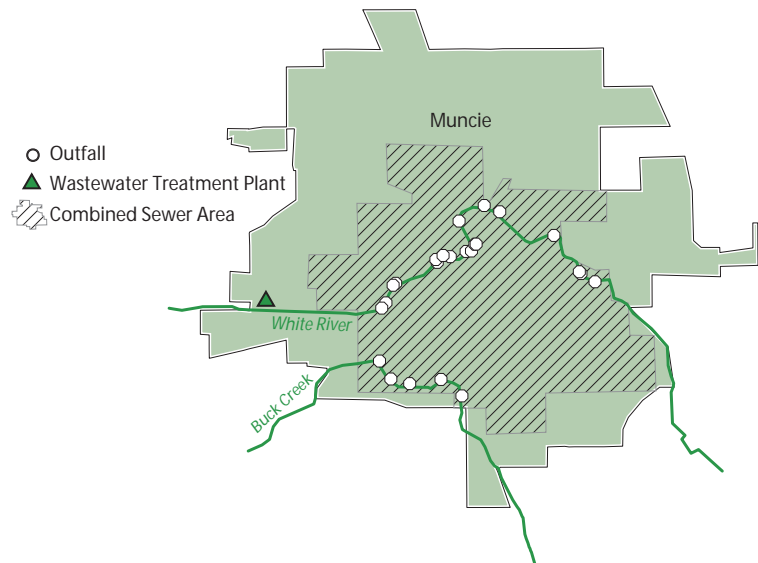 Muncie
Outfall
Wastewater Treatment Plant
Combined Sewer Area
White River
Buck Creek